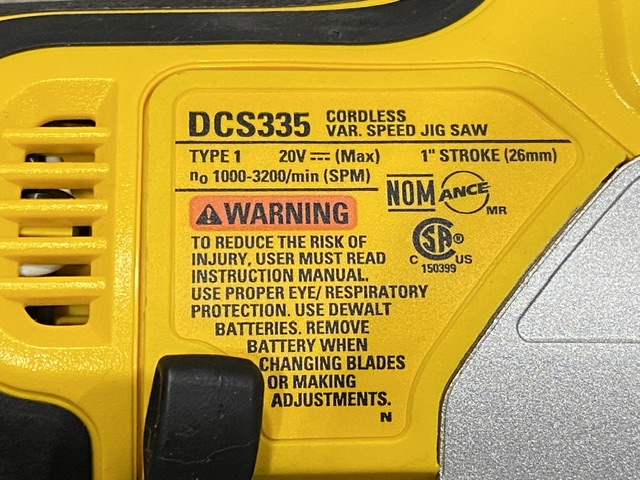 DCS335 CORDLESS
VAR. SPEED JIG SAW
TYPE 1 20V ⎓ (Max) 1" STROKE (26mm)
no 1000-3200/min (SPM)
NOM ANCE MR
WARNING
CSA ® C US
150399
TO REDUCE THE RISK OF
INJURY, USER MUST READ
INSTRUCTION MANUAL.
USE PROPER EYE/ RESPIRATORY
PROTECTION. USE DEWALT
BATTERIES. REMOVE
BATTERY WHEN
CHANGING BLADES
OR MAKING
ADJUSTMENTS.
N